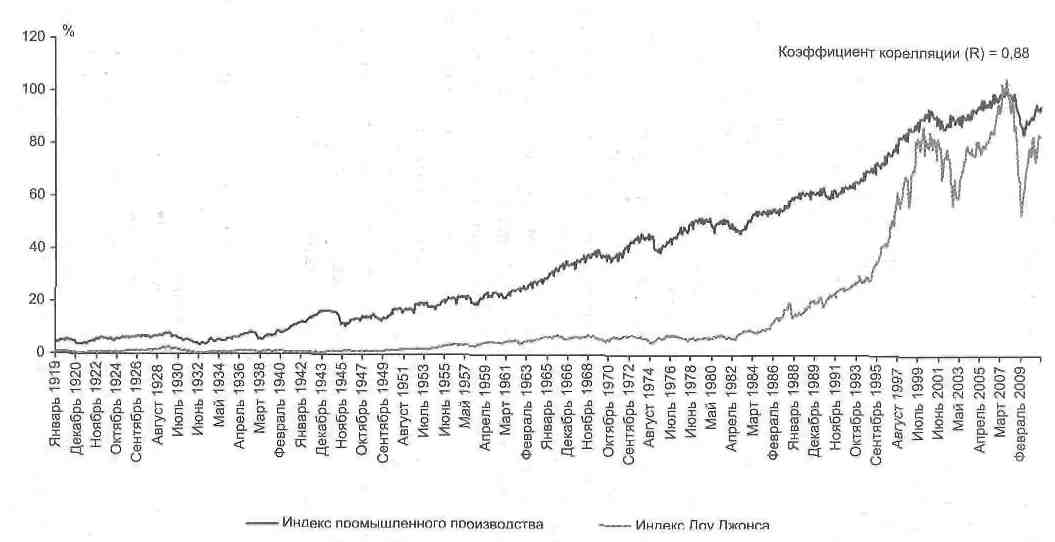 %
Коэффициент корелляции (R) = 0,88
120
100
80
60
40
20
0
Январь 1919
Декабрь 1920
Ноябрь 1922
Октябрь 1924
Сентябрь 1926
Август 1928
Июль 1930
Июнь 1932
Май 1934
Апрель 1936
Март 1938
Февраль 1940
Январь 1942
Декабрь 1943
Ноябрь 1945
Октябрь 1947
Сентябрь 1949
Август 1951
Июль 1953
Июнь 1955
Май 1957
Апрель 1959
Март 1961
Февраль 1963
Январь 1965
Декабрь 1966
Ноябрь 1968
Октябрь 1970
Сентябрь 1972
Август 1974
Июль 1976
Июнь 1978
Май 1980
Апрель 1982
Март 1984
Февраль 1986
Январь 1988
Декабрь 1989
Ноябрь 1991
Октябрь 1993
Сентябрь 1995
Август 1997
Июль 1999
Июнь 2001
Май 2003
Апрель 2005
Март 2007
Февраль 2009
Индекс промышленного производства
Индекс Доу Джонса